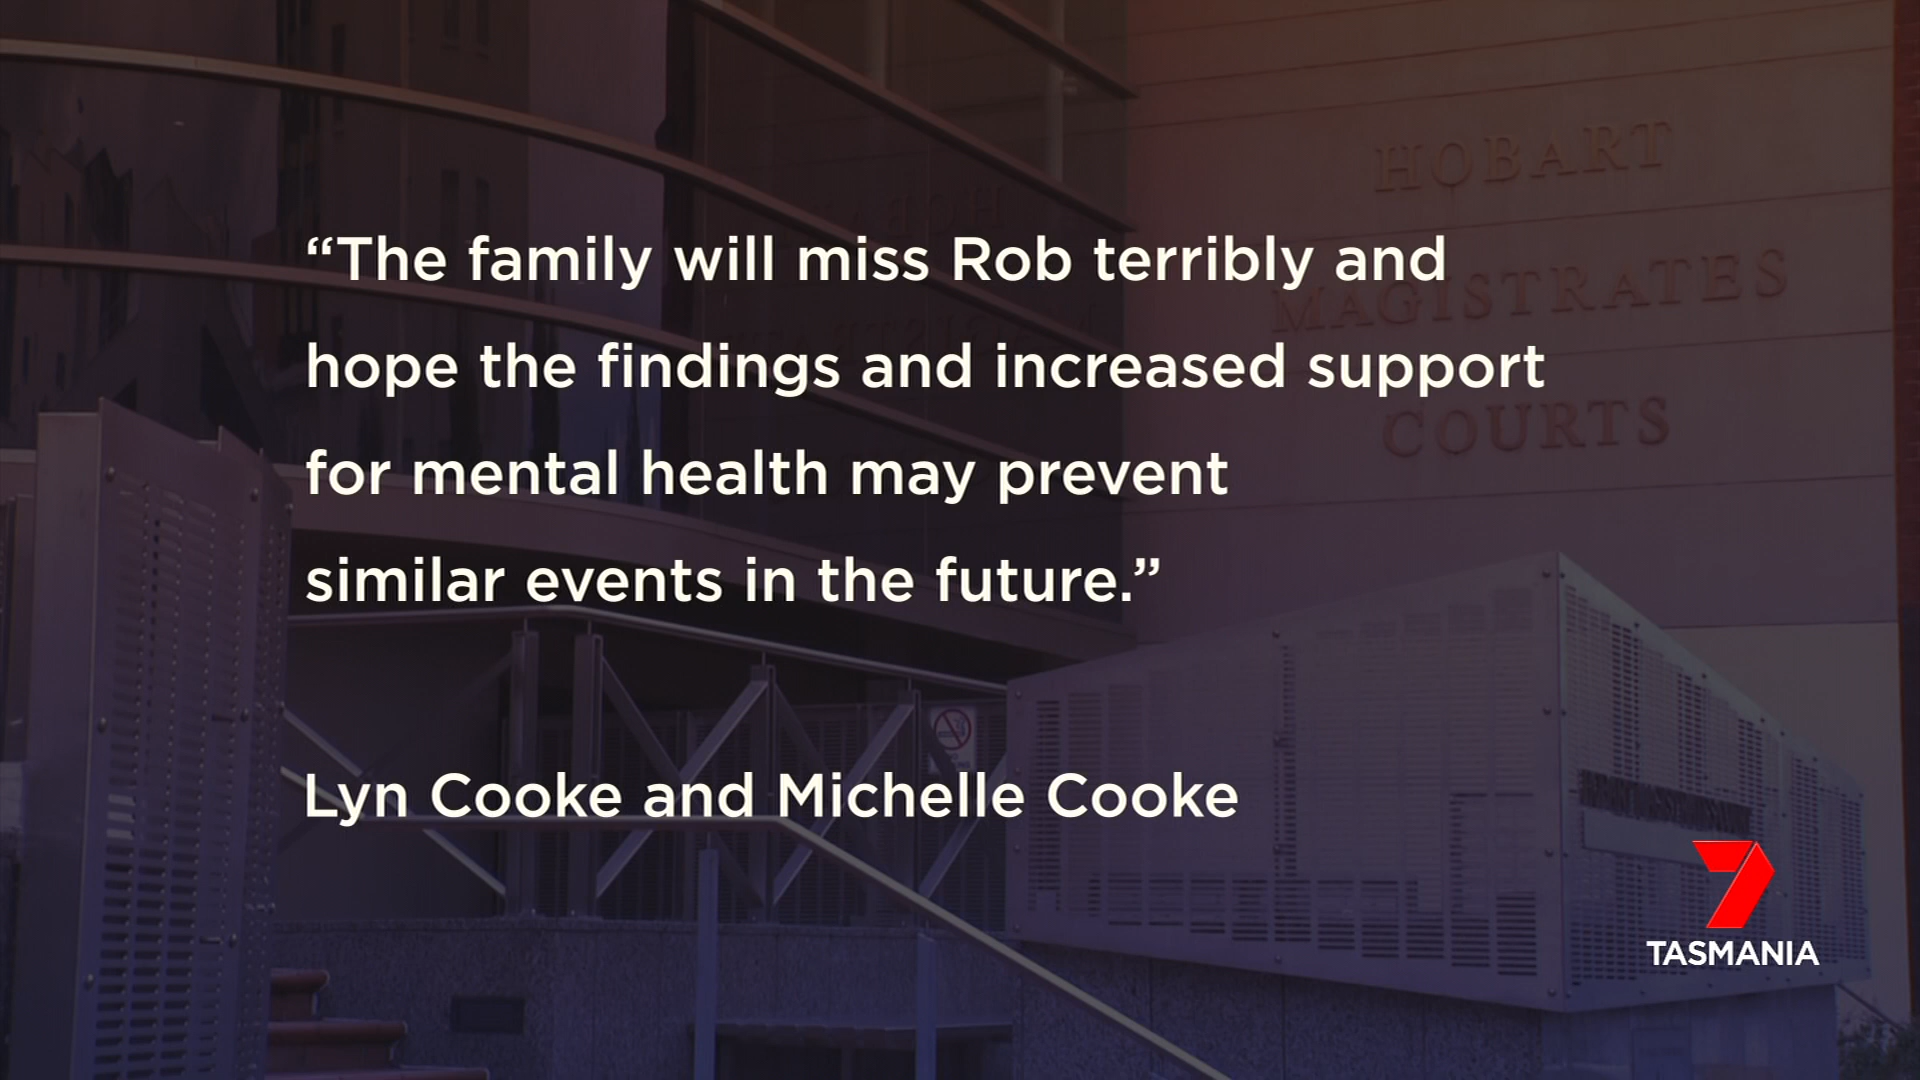 HOBART
MAGISTRATES
COURTS
“The family will miss Rob terribly and
hope the findings and increased support
for mental health may prevent
similar events in the future.”
Lyn Cooke and Michelle Cooke
7
TASMANIA